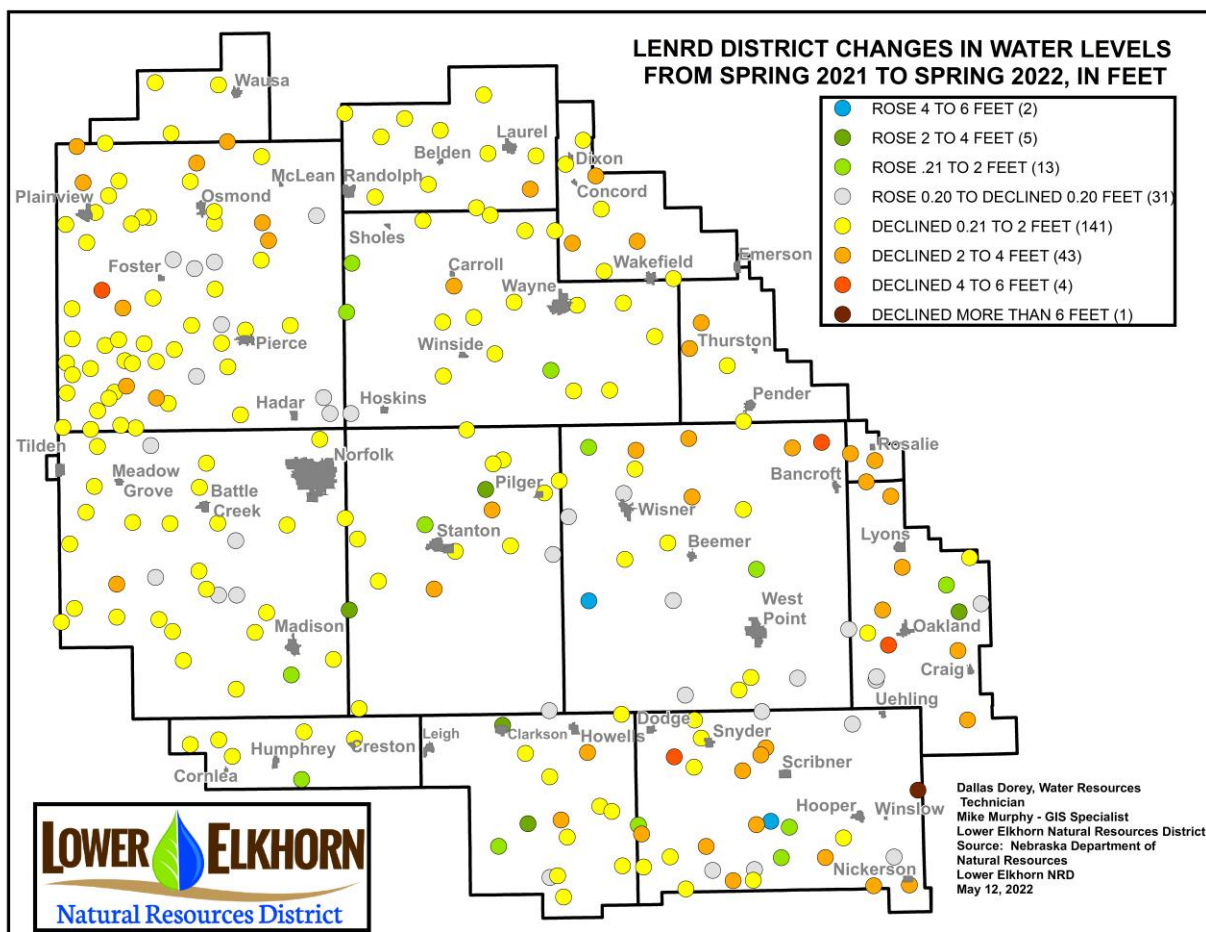 LENRD DISTRICT CHANGES IN WATER LEVELS
FROM SPRING 2021 TO SPRING 2022, IN FEET
ROSE 4 TO 6 FEET (2)
ROSE 2 TO 4 FEET (5)
ROSE .21 TO 2 FEET (13)
ROSE 0.20 TO DECLINED 0.20 FEET (31)
DECLINED 0.21 TO 2 FEET (141)
DECLINED 2 TO 4 FEET (43)
DECLINED 4 TO 6 FEET (4)
DECLINED MORE THAN 6 FEET (1)
Wausa
Laurel
Belden
Dixon
McLean
Randolph
Concord
Plainview
Osmond
Sholes
Emerson
Foster
Carroll
Wakefield
Wayne
Pierce
Winside
Thurston
Hadar
Hoskins
Pender
Tilden
Norfolk
Rosalie
Meadow
Grove
Battle
Creek
Pilger
Bancroft
Wisner
Stanton
Beemer
Lyons
Madison
West
Point
Oakland
Craig
Uehling
Humphrey
Creston
Leigh
Clarkson
Howells
Dodge
Snyder
Cornlea
Scribner
Hooper
Winslow
Nickerson
Dallas Dorey, Water Resources
Technician
Mike Murphy - GIS Specialist
Lower Elkhorn Natural Resources District
Source: Nebraska Department of
Natural Resources
Lower Elkhorn NRD
May 12, 2022
LOWER ELKHORN
Natural Resources District